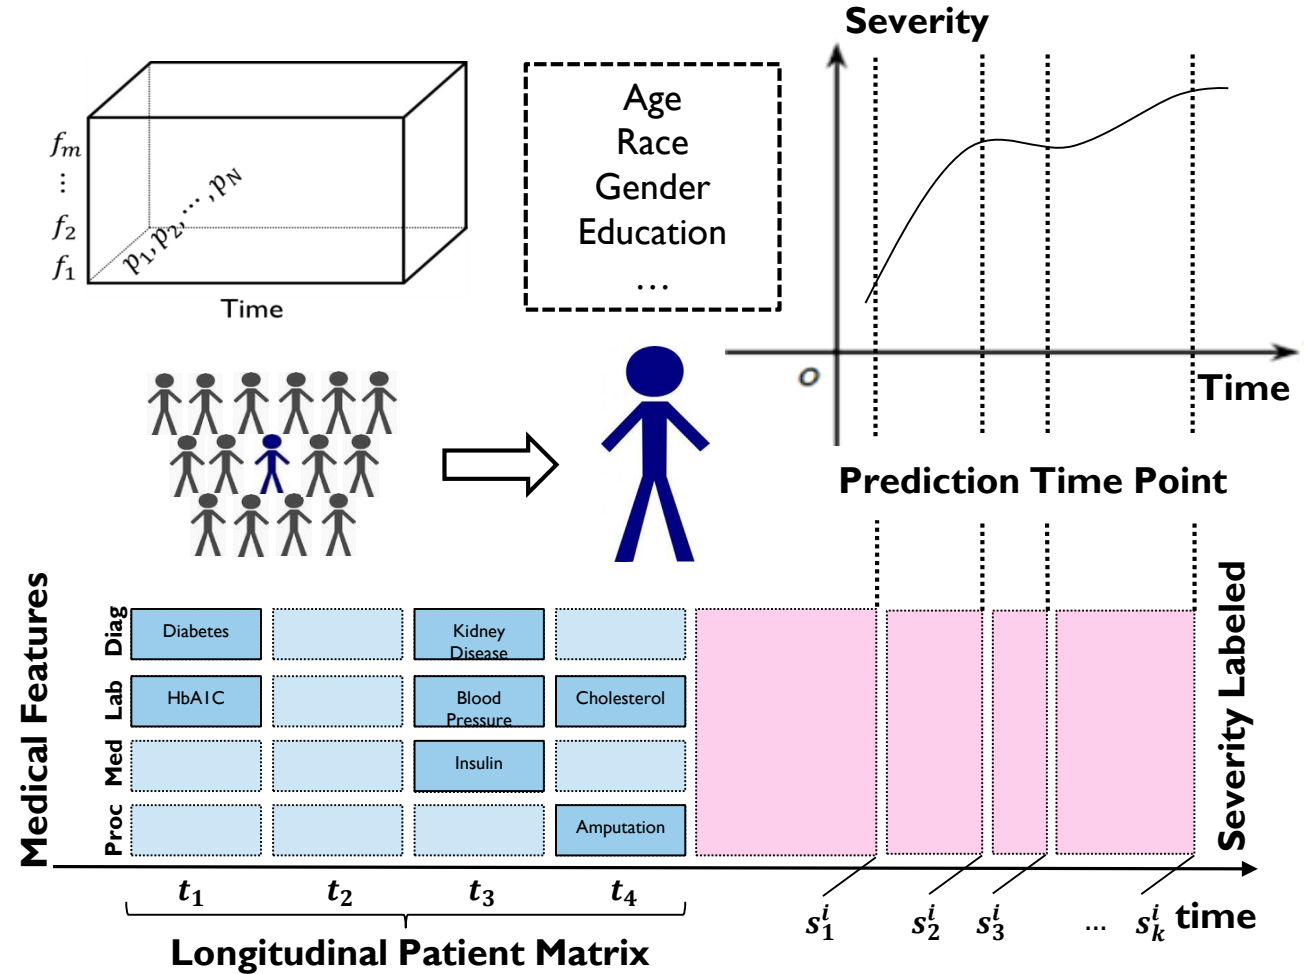 Severity
f_m
⋮
f_2
f_1
p_1, p_2, ⋯ , p_N
Time
Age
Race
Gender
Education
...
O
Time
Prediction Time Point
Medical Features
Diag
Diabetes
Kidney
Disease
Lab
HbA1C
Blood
Pressure
Cholesterol
Med
Insulin
Proc
Amputation
Severity Labeled
t_1 t_2 t_3 t_4
s_1^i s_2^i s_3^i ... s_k^i time
Longitudinal Patient Matrix